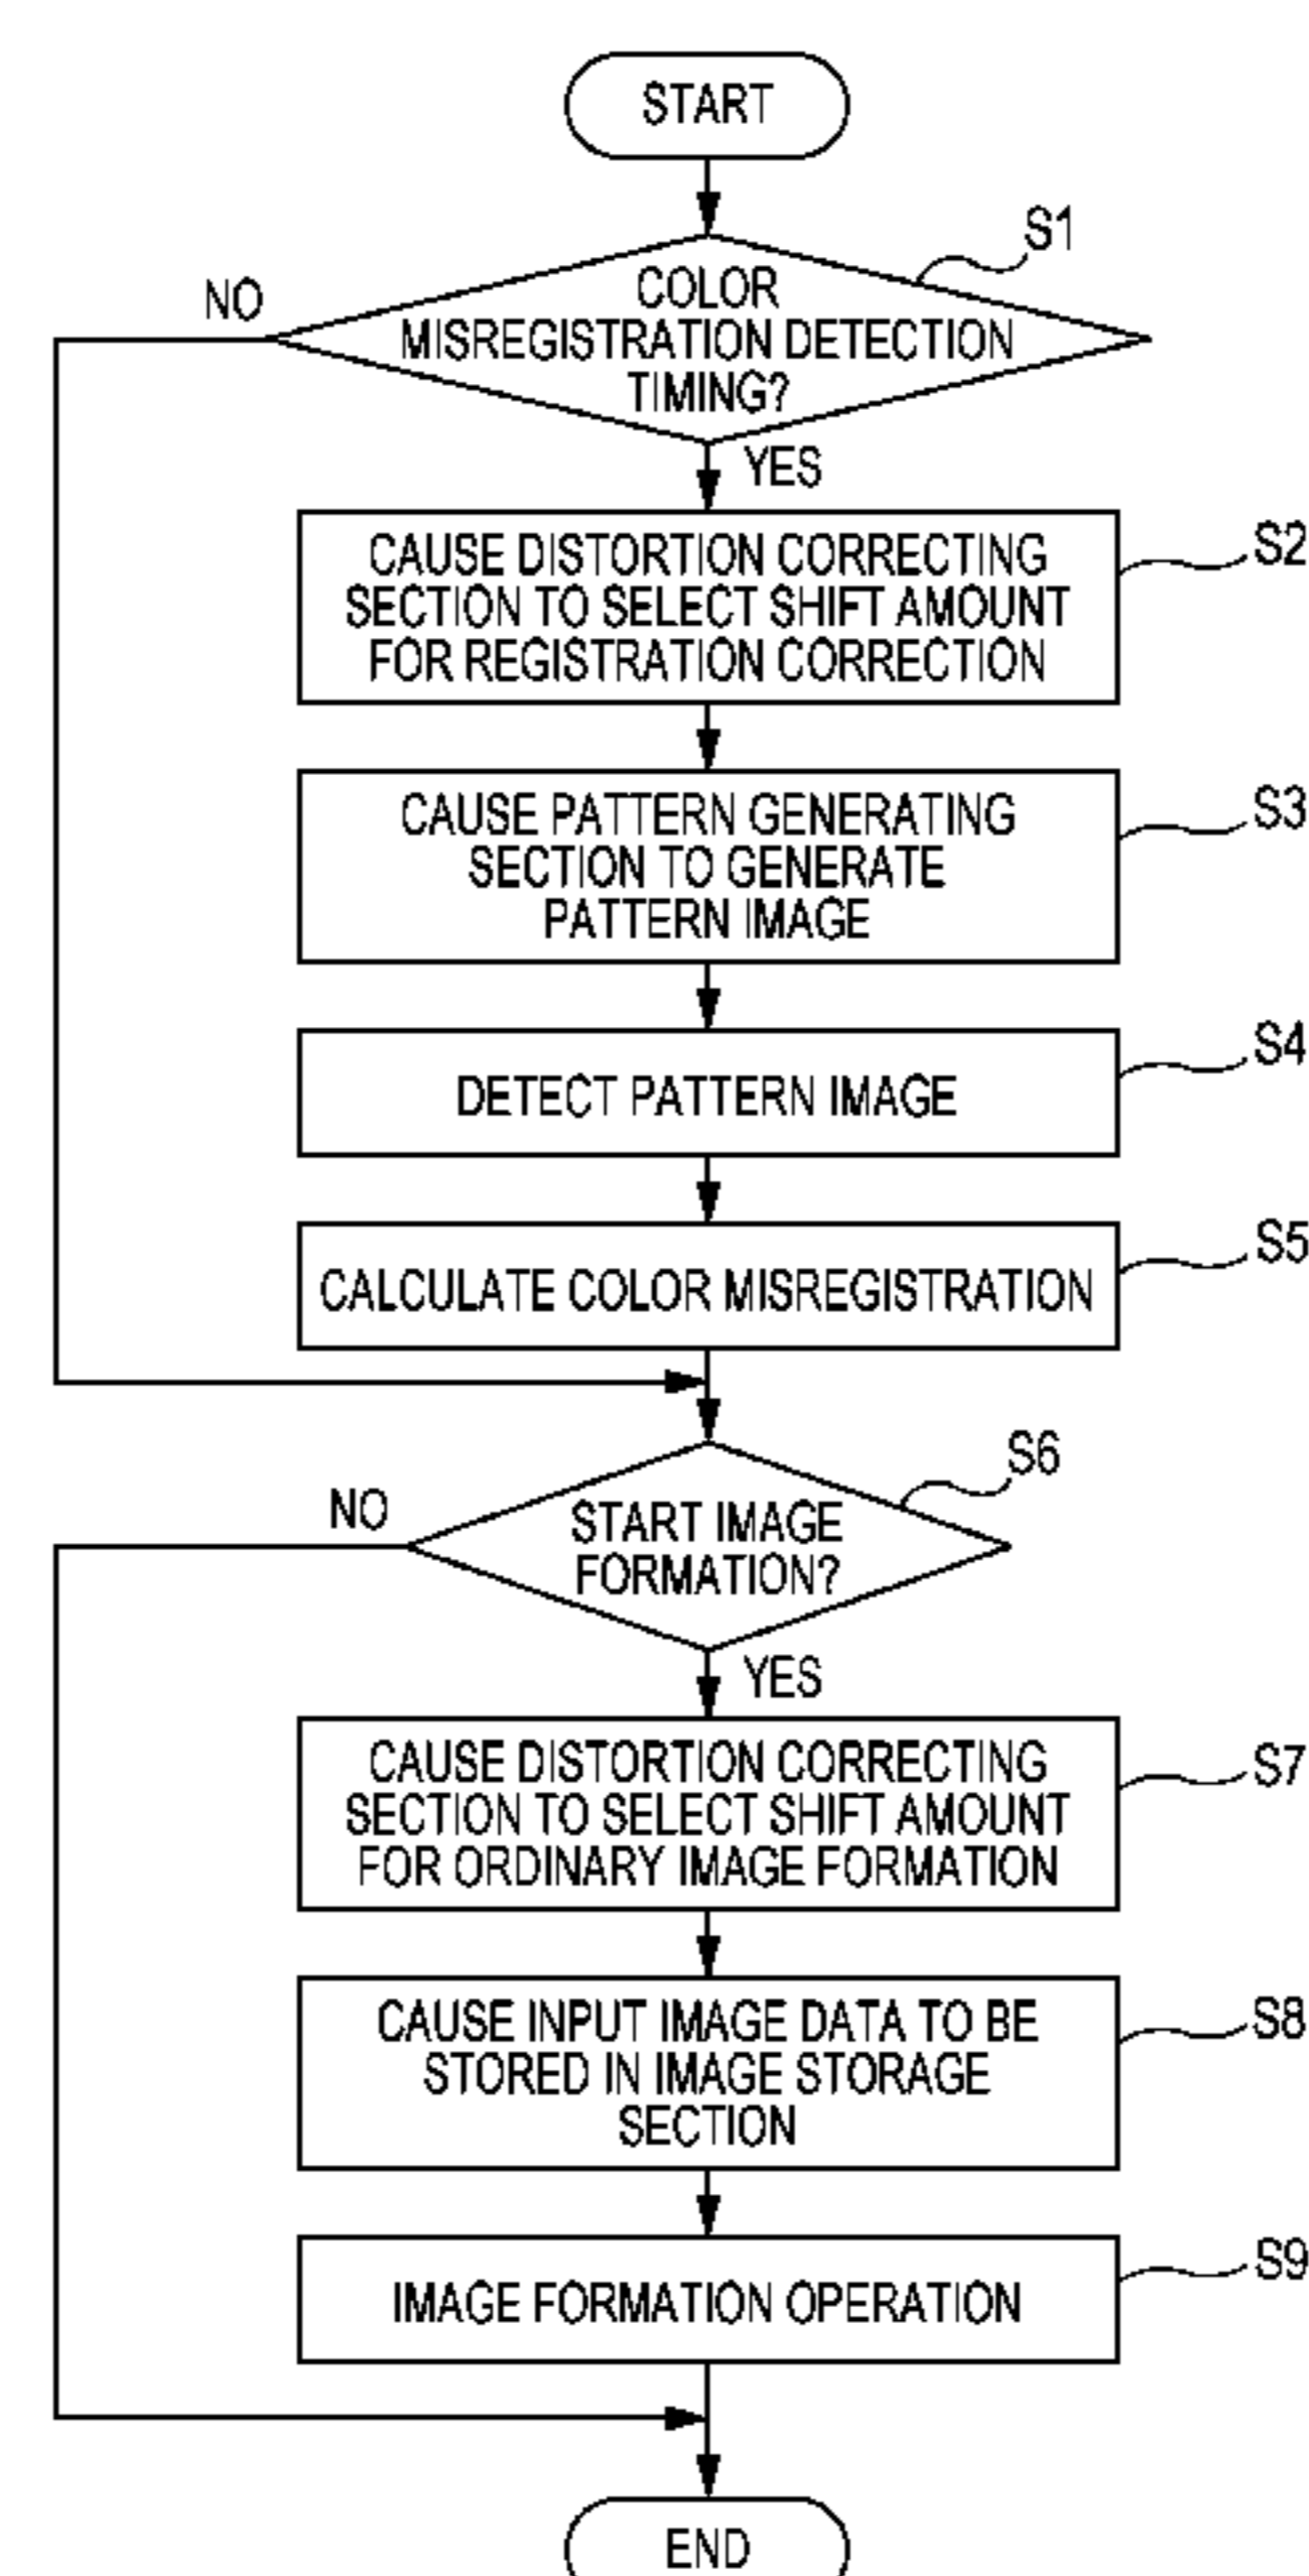 START
S1
NO
COLOR
MISREGISTRATION DETECTION
TIMING?
YES
S2
CAUSE DISTORTION CORRECTING
SECTION TO SELECT SHIFT AMOUNT
FOR REGISTRATION CORRECTION
S3
CAUSE PATTERN GENERATING
SECTION TO GENERATE
PATTERN IMAGE
S4
DETECT PATTERN IMAGE
S5
CALCULATE COLOR MISREGISTRATION
S6
NO
START IMAGE
FORMATION?
YES
S7
CAUSE DISTORTION CORRECTING
SECTION TO SELECT SHIFT AMOUNT
FOR ORDINARY IMAGE FORMATION
S8
CAUSE INPUT IMAGE DATA TO BE
STORED IN IMAGE STORAGE
SECTION
S9
IMAGE FORMATION OPERATION
END